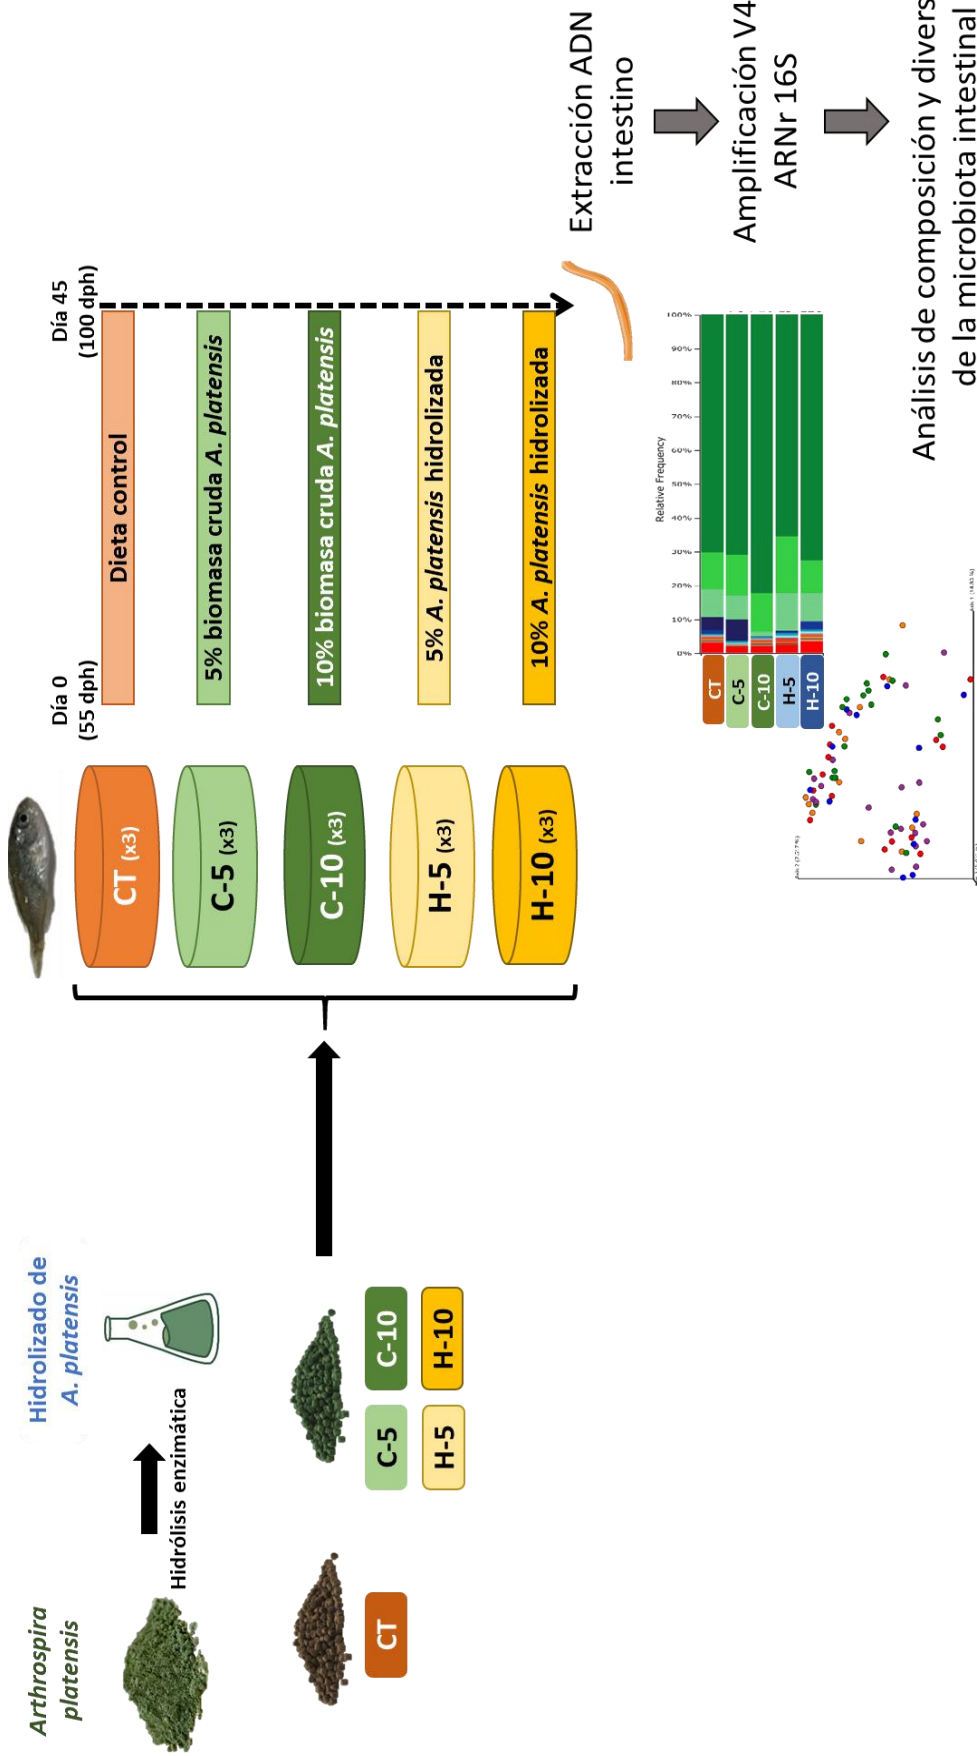 Arthrospira
platensis
Hidrólisis enzimática
Hidrolizado de
A. platensis
CT
C-5
C-10
H-5
H-10
CT (x3)
C-5 (x3)
C-10 (x3)
H-5 (x3)
H-10 (x3)
Día 0
(55 dph)
Día 45
(100 dph)
Dieta control
5% biomasa cruda A. platensis
10% biomasa cruda A. platensis
5% A. platensis hidrolizada
10% A. platensis hidrolizada
Extracción ADN
intestino
Amplificación V4
ARNr 16S
Análisis de composición y divers
de la microbiota intestinal
Relative Frequency
100%
90%
80%
70%
60%
50%
40%
30%
20%
10%
0%
CT
C-5
C-10
H-5
H-10